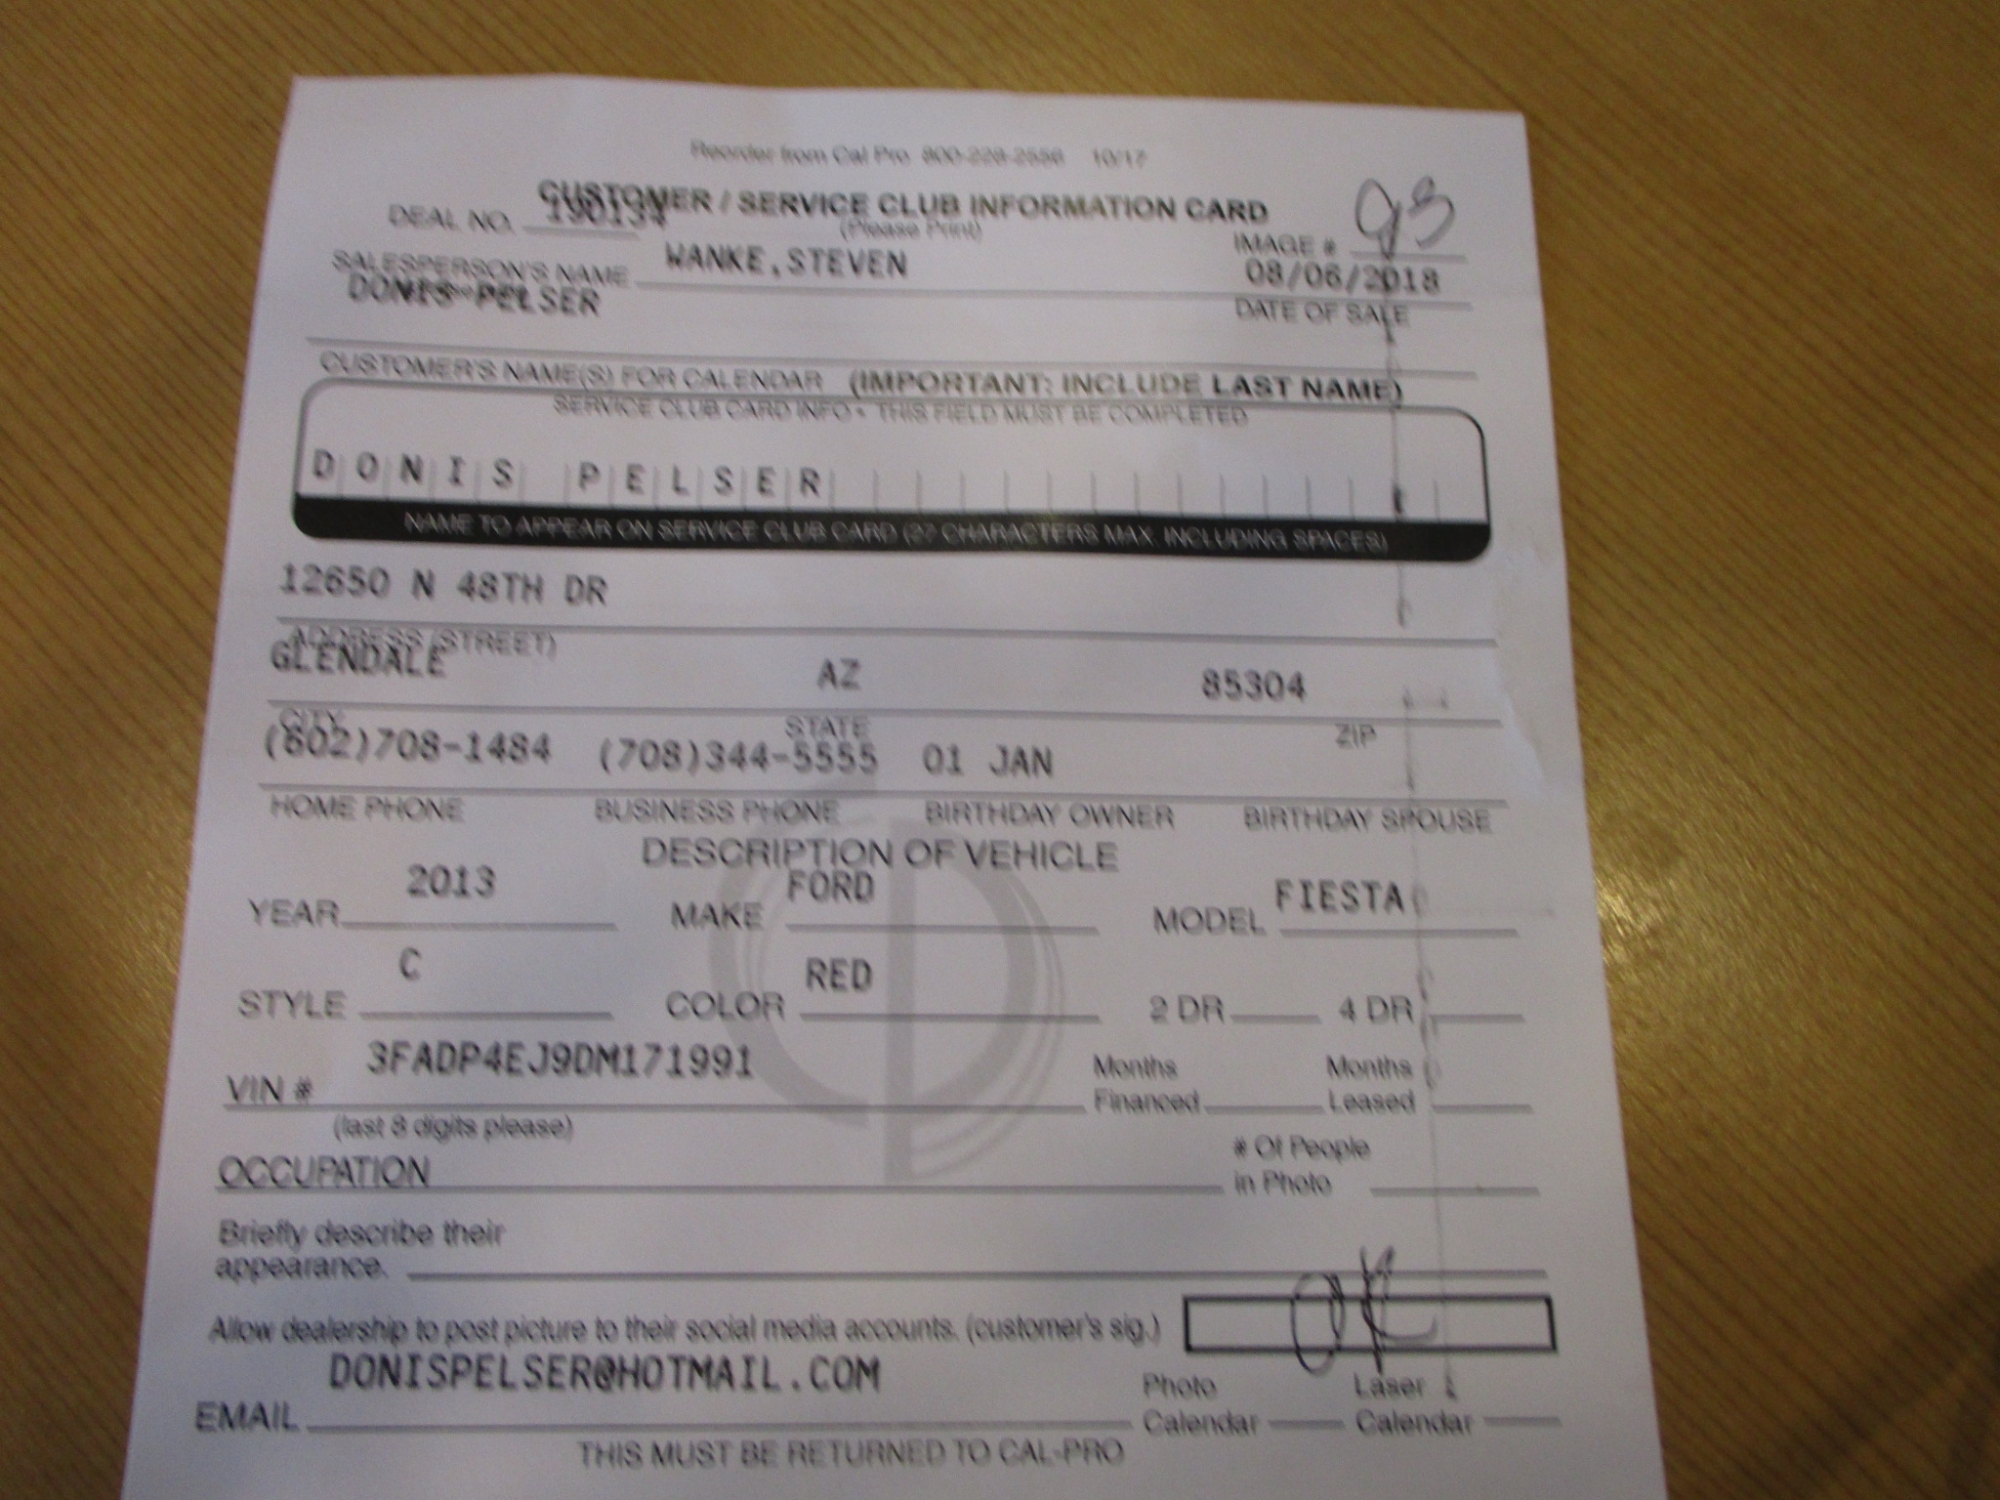 Reorder from Cal Pro 800-228-2556 10/17
CUSTOMER / SERVICE CLUB INFORMATION CARD
DEAL NO. 190134
(Please Print)
IMAGE # 93
SALESPERSON'S NAME WANKE,STEVEN
08/06/2018
DATE OF SALE
DONIS PELSER
CUSTOMER'S NAME(S) FOR CALENDAR (IMPORTANT: INCLUDE LAST NAME)
SERVICE CLUB CARD INFO • THIS FIELD MUST BE COMPLETED
DONIS PELSER
NAME TO APPEAR ON SERVICE CLUB CARD (27 CHARACTERS MAX. INCLUDING SPACES)
12650 N 48TH DR
ADDRESS (STREET)
GLENDALE AZ 85304
CITY STATE ZIP
(602)708-1484 (708)344-5555 01 JAN
HOME PHONE BUSINESS PHONE BIRTHDAY OWNER BIRTHDAY SPOUSE
DESCRIPTION OF VEHICLE
YEAR 2013 MAKE FORD MODEL FIESTA
STYLE C COLOR RED 2 DR 4 DR
VIN # 3FADP4EJ9DM171991 Months Financed Months Leased
(last 8 digits please)
OCCUPATION # Of People in Photo
Briefly describe their
appearance.
Allow dealership to post picture to their social media accounts. (customer's sig.) OK
EMAIL DONISPELSER@HOTMAIL.COM Photo Calendar Laser Calendar
THIS MUST BE RETURNED TO CAL-PRO